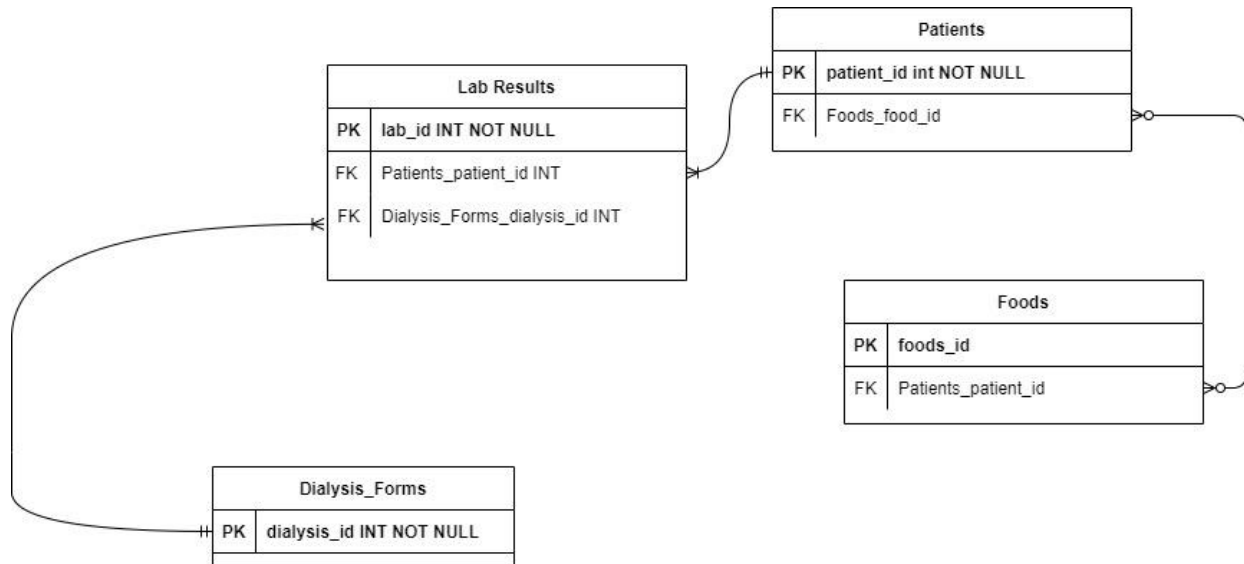 Patients
PK patient_id int NOT NULL
FK Foods_food_id
Lab Results
PK lab_id INT NOT NULL
FK Patients_patient_id INT
FK Dialysis_Forms_dialysis_id INT
Foods
PK foods_id
FK Patients_patient_id
Dialysis_Forms
PK dialysis_id INT NOT NULL